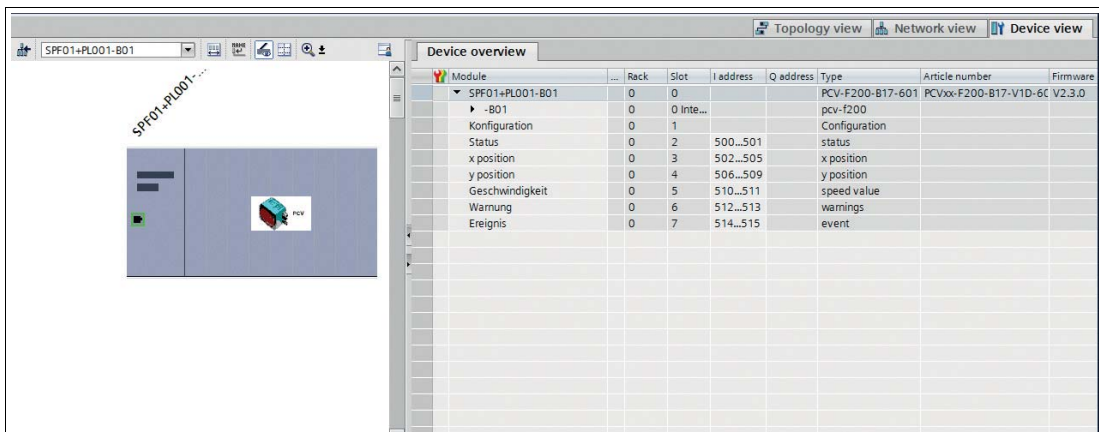 Topology view Network view Device view
SPF01+PL001-B01
Device overview
SPF01+PL001-...
Module ... Rack Slot I address Q address Type Article number Firmware
SPF01+PL001-B01 0 0 PCV-F200-B17-601 PCVxx-F200-B17-V1D-60 V2.3.0
-B01 0 0 Inte... pcv-f200
Konfiguration 0 1 Configuration
Status 0 2 500...501 status
x position 0 3 502...505 x position
y position 0 4 506...509 y position
Geschwindigkeit 0 5 510...511 speed value
Warnung 0 6 512...513 warnings
Ereignis 0 7 514...515 event
PCV